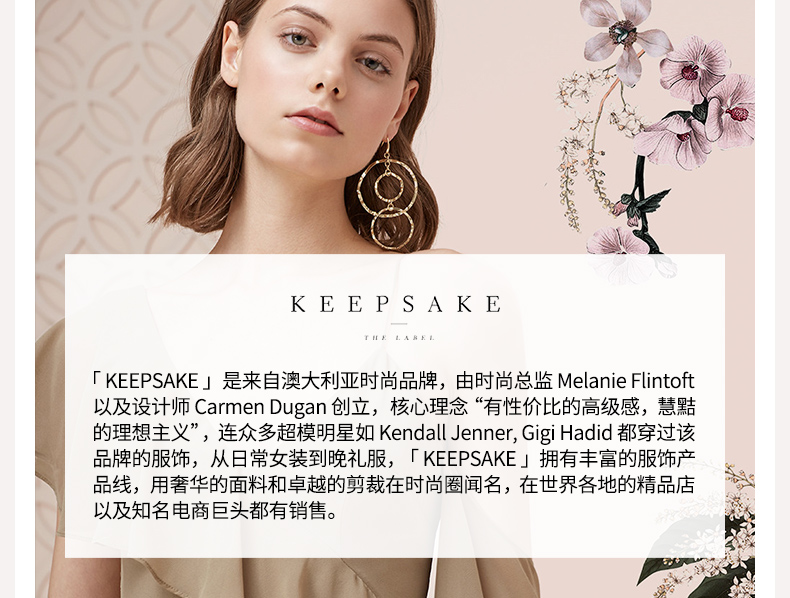 KEEPSAKE
THE LABEL
「 KEEPSAKE 」是来自澳大利亚时尚品牌，由时尚总监 Melanie Flintoft
以及设计师 Carmen Dugan 创立，核心理念 “有性价比的高级感，慧黠
的理想主义”，连众多超模明星如 Kendall Jenner, Gigi Hadid 都穿过该
品牌的服饰，从日常女装到晚礼服，「 KEEPSAKE 」拥有丰富的服饰产
品线，用奢华的面料和卓越的剪裁在时尚圈闻名，在世界各地的精品店
以及知名电商巨头都有销售。